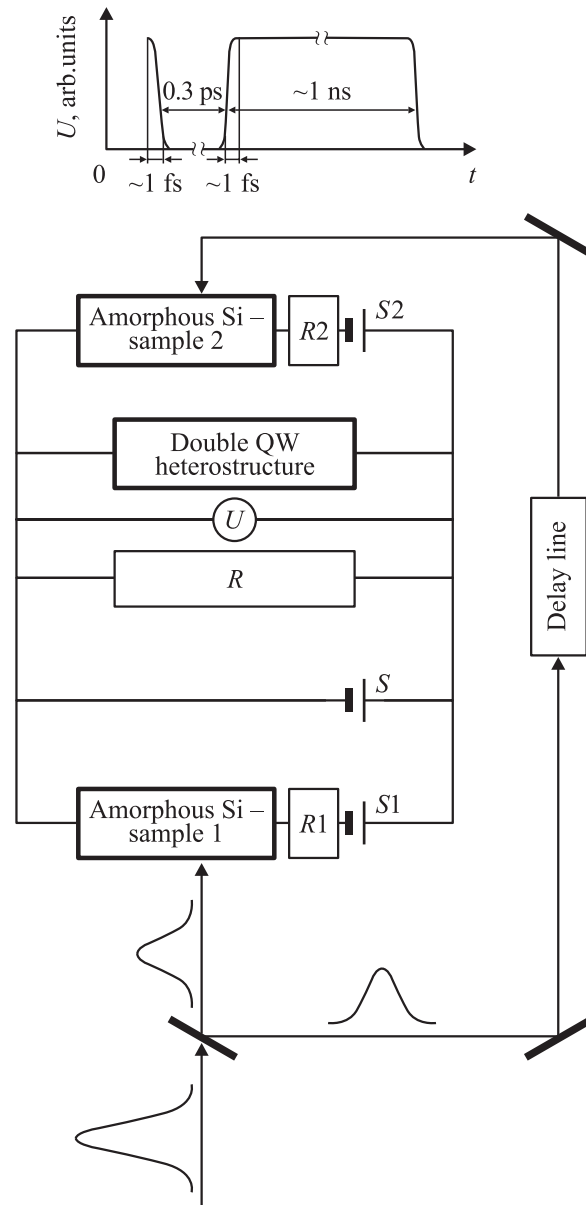 U, arb.units
0.3 ps
~1 ns
0
~1 fs
~1 fs
t
Amorphous Si –
sample 2
R2
S2
Double QW
heterostructure
U
R
Delay line
S
Amorphous Si –
sample 1
R1
S1